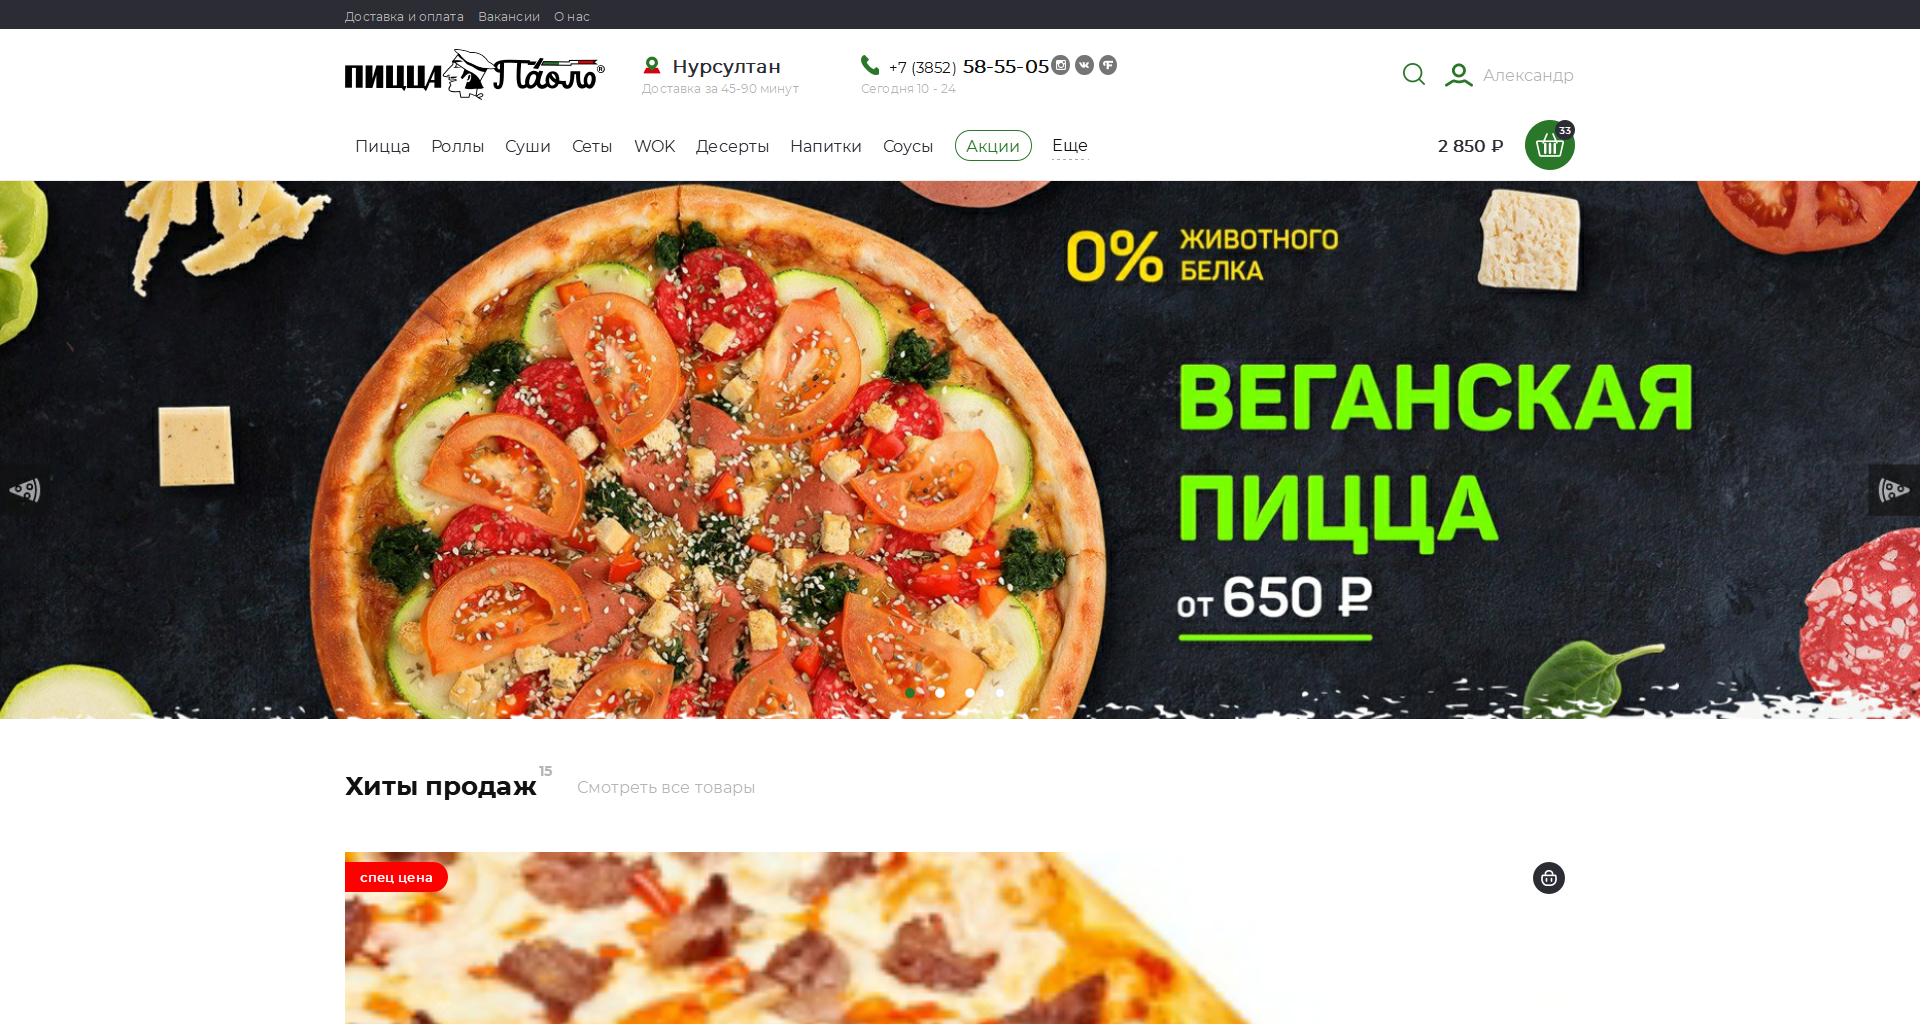 Доставка и оплата Вакансии О нас
ПИЦЦА Пáоло®
Нурсултан
Доставка за 45-90 минут
+7 (3852) 58-55-05
Сегодня 10 - 24
Александр
Пицца Роллы Суши Сеты WOK Десерты Напитки Соусы Акции Еще
2 850 ₽
33
0% ЖИВОТНОГО
БЕЛКА
ВЕГАНСКАЯ
ПИЦЦА
от 650 ₽
Хиты продаж 15
Смотреть все товары
спец цена